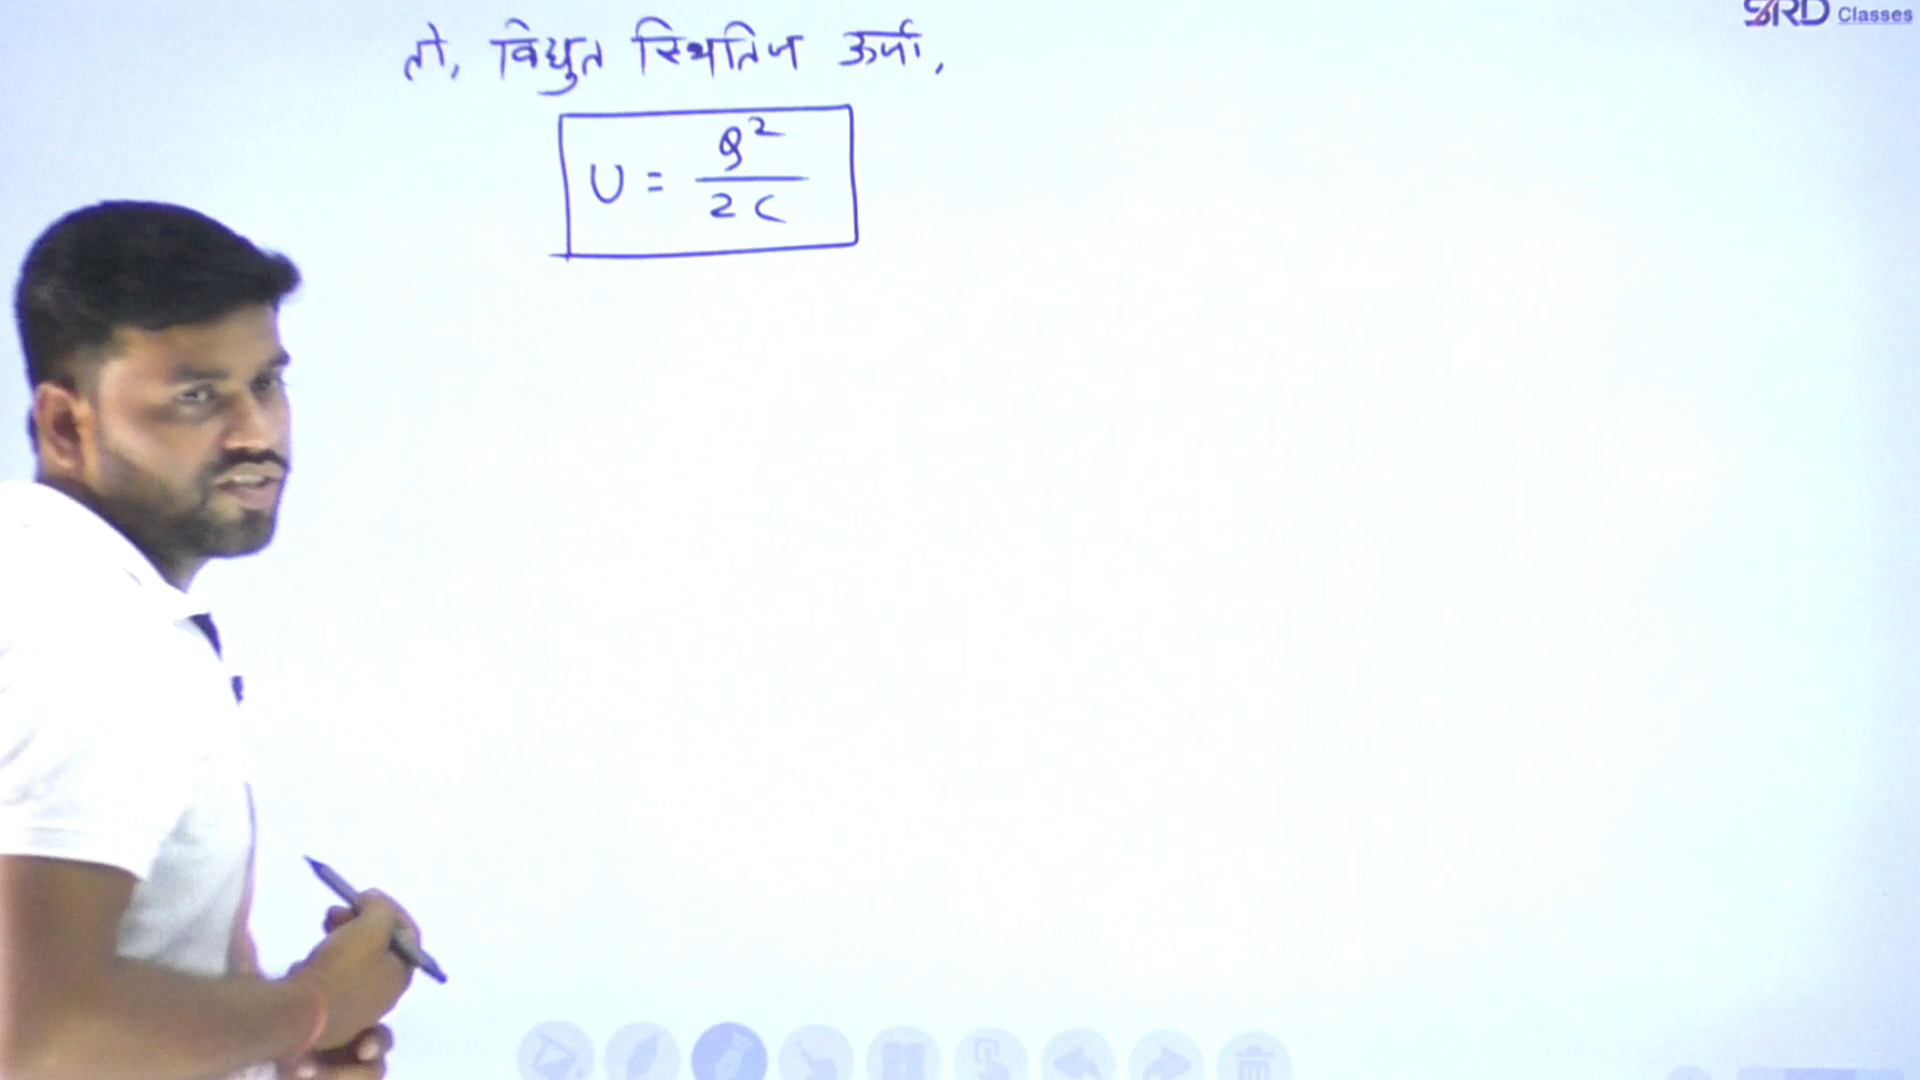 SRD Classes
तो, विद्युत स्थितिज ऊर्जा,
U = Q²/2C